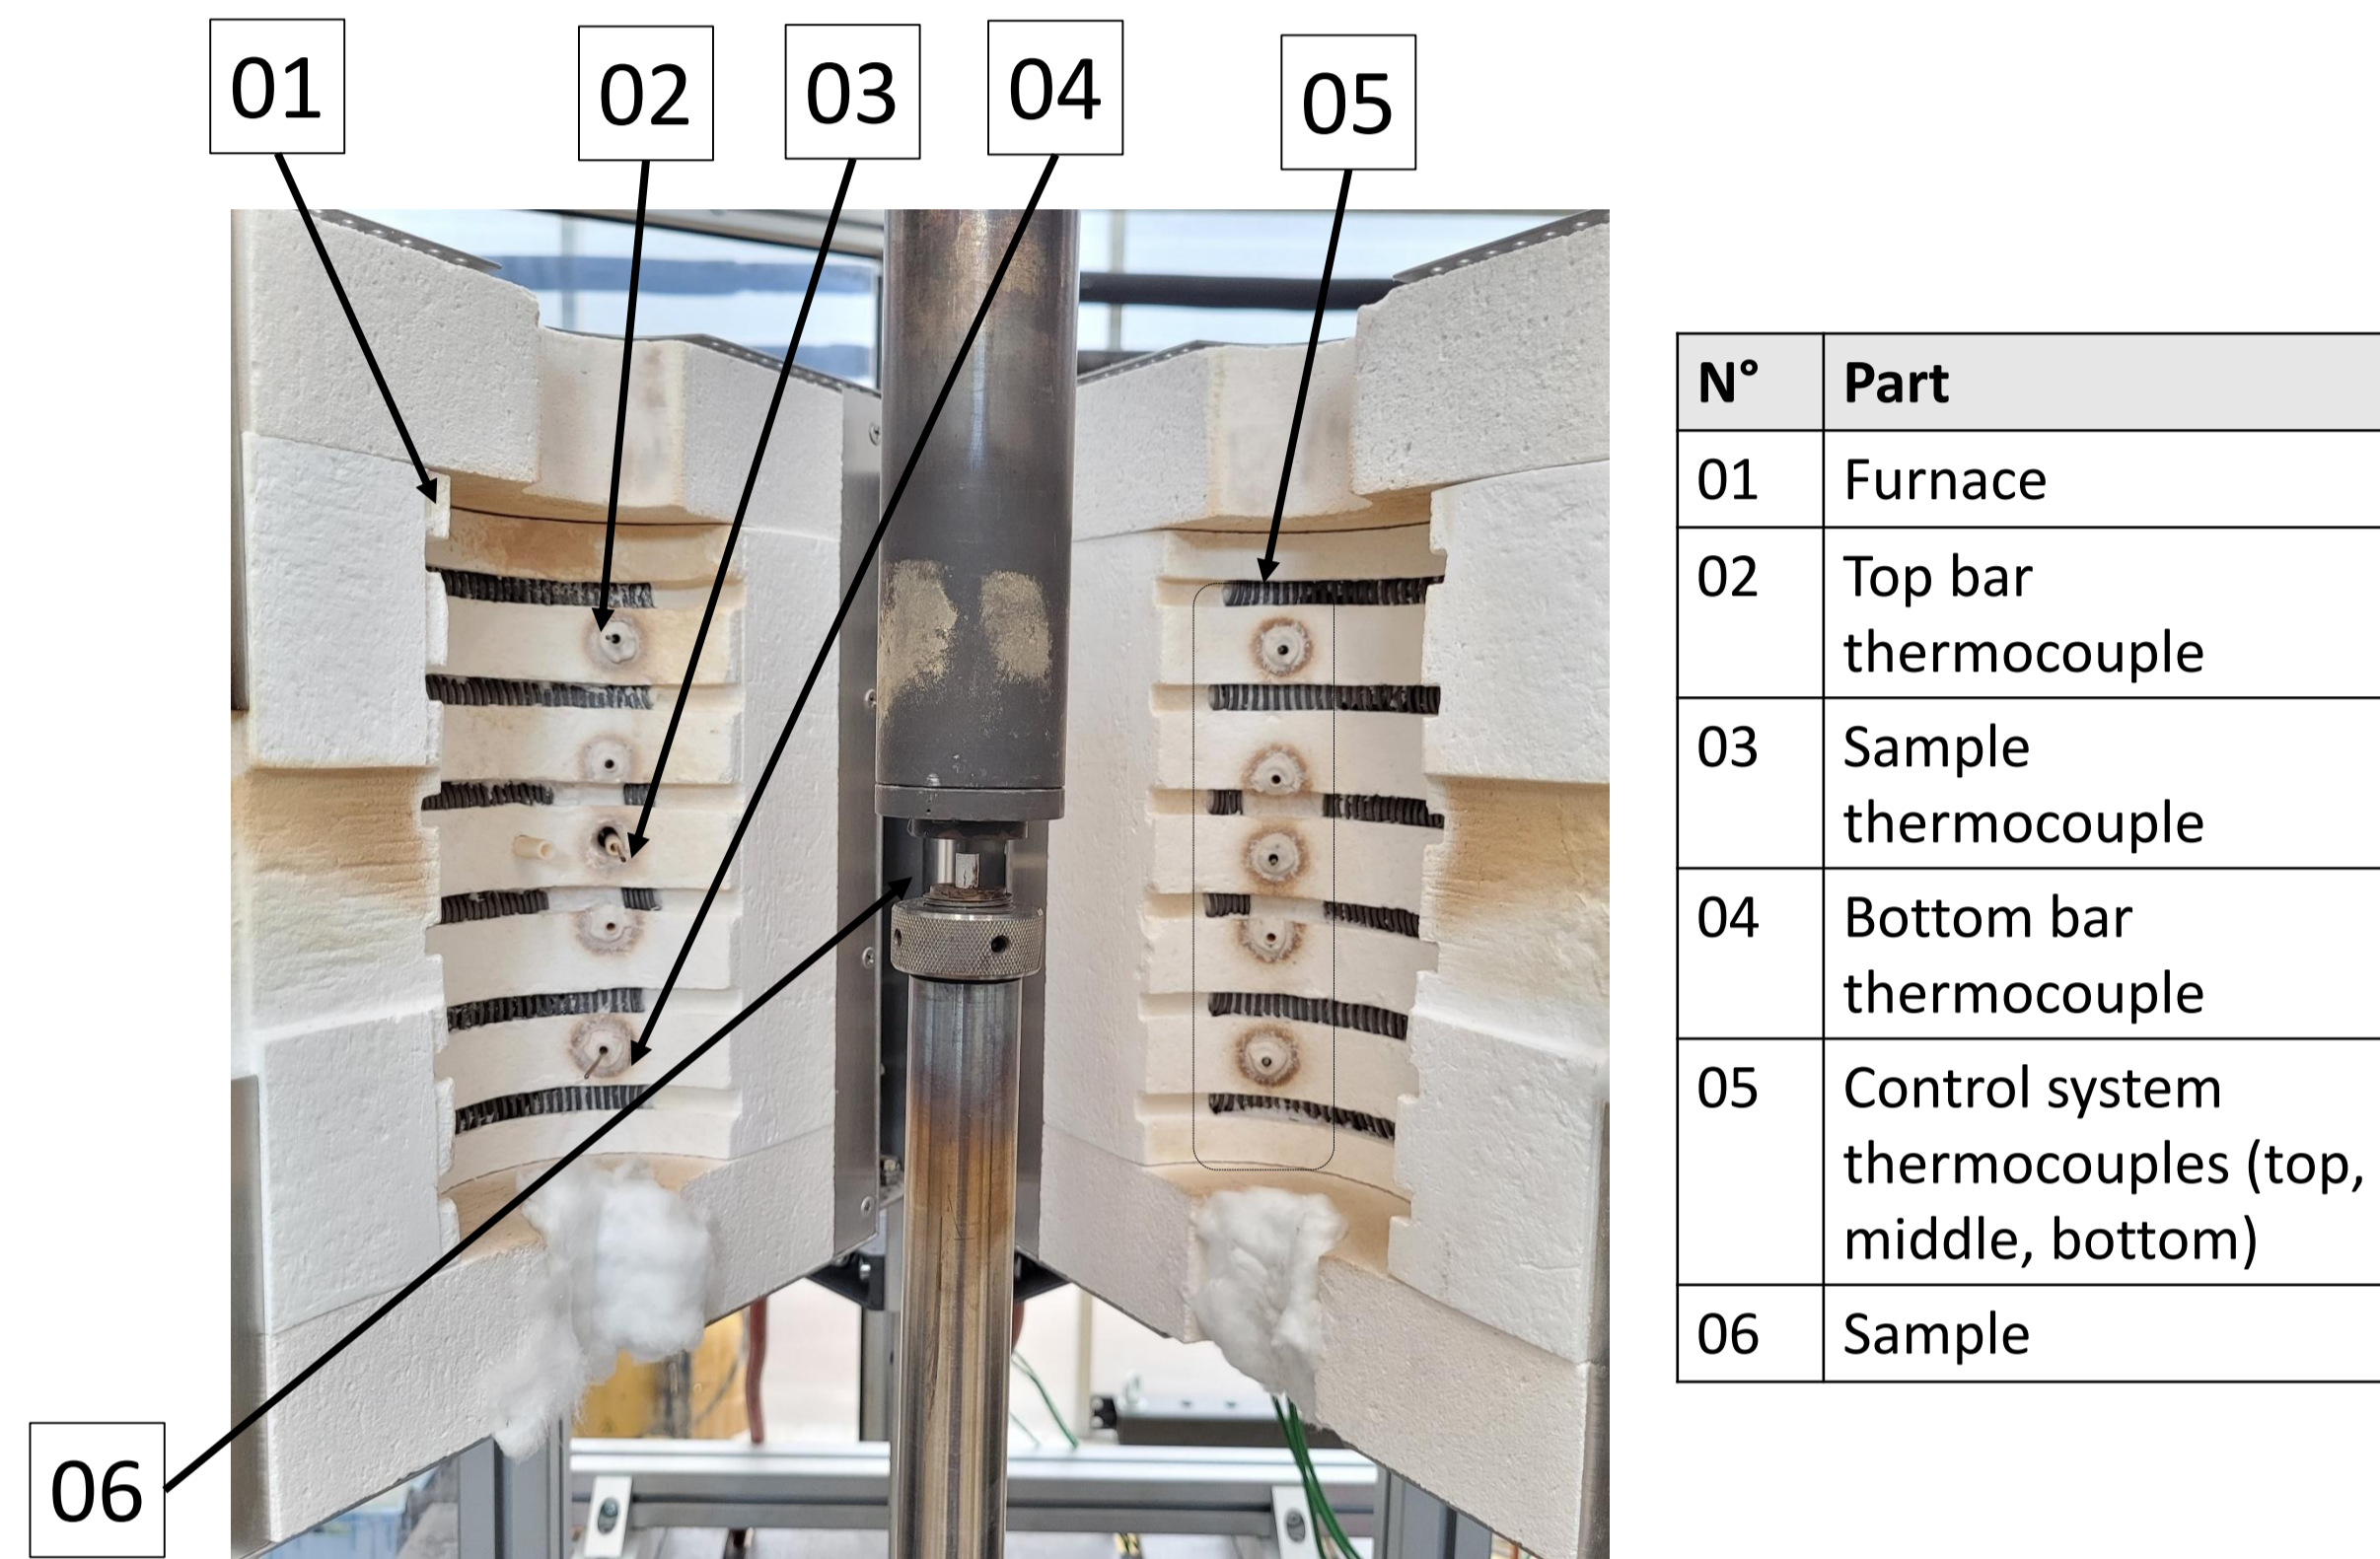 01
02
03
04
05
06
N° Part
01 Furnace
02 Top bar
thermocouple
03 Sample
thermocouple
04 Bottom bar
thermocouple
05 Control system
thermocouples (top,
middle, bottom)
06 Sample